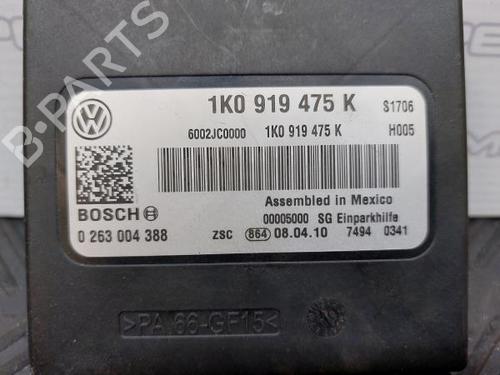 1K0 919 475 K S1706
6002JC0000 1K0 919 475 K H005
Assembled in Mexico
BOSCH 00005000 SG Einparkhilfe
0 263 004 388 ZSC 864 08.04.10 7494 0341
>PA 66-GF15<
B-PARTS